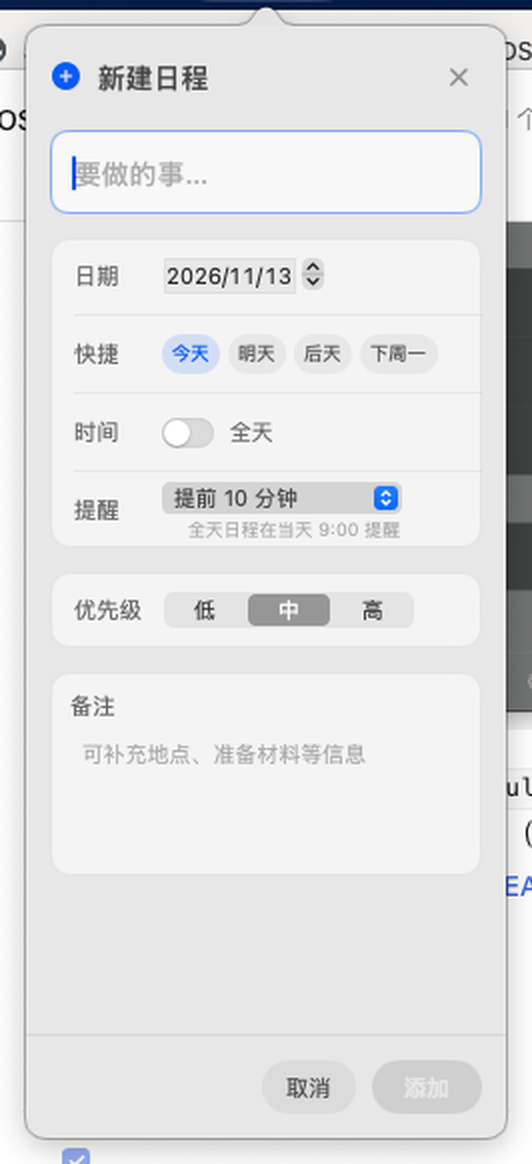 新建日程
要做的事...
日期 2026/11/13
快捷 今天 明天 后天 下周一
时间 全天
提醒 提前 10 分钟
全天日程在当天 9:00 提醒
优先级 低 中 高
备注
可补充地点、准备材料等信息
取消 添加